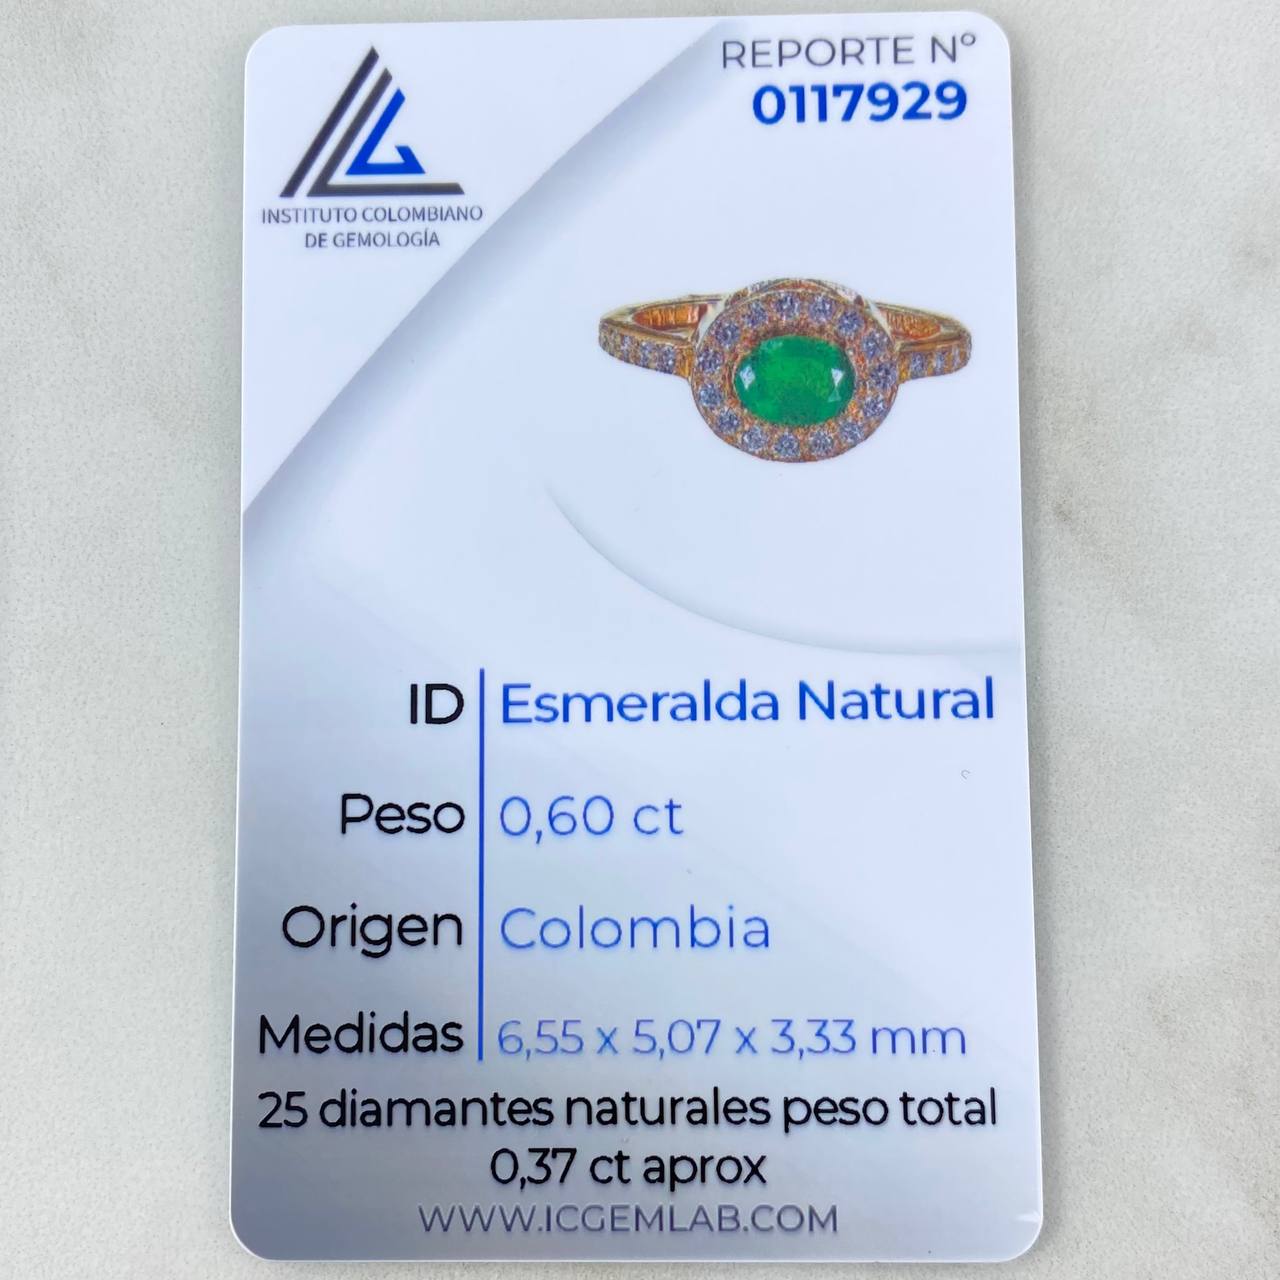 INSTITUTO COLOMBIANO
DE GEMOLOGÍA
REPORTE Nº
0117929
ID Esmeralda Natural
Peso 0,60 ct
Origen Colombia
Medidas 6,55 x 5,07 x 3,33 mm
25 diamantes naturales peso total
0,37 ct aprox
WWW.ICGEMLAB.COM